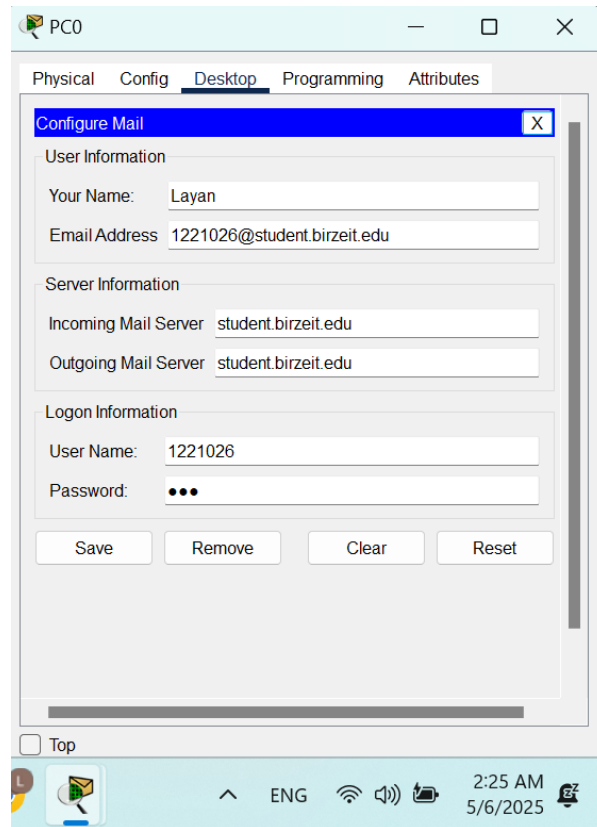 PC0
Physical Config Desktop Programming Attributes
Configure Mail X
User Information
Your Name: Layan
Email Address 1221026@student.birzeit.edu
Server Information
Incoming Mail Server student.birzeit.edu
Outgoing Mail Server student.birzeit.edu
Logon Information
User Name: 1221026
Password: ●●●
Save Remove Clear Reset
Top
L
ENG 2:25 AM
5/6/2025